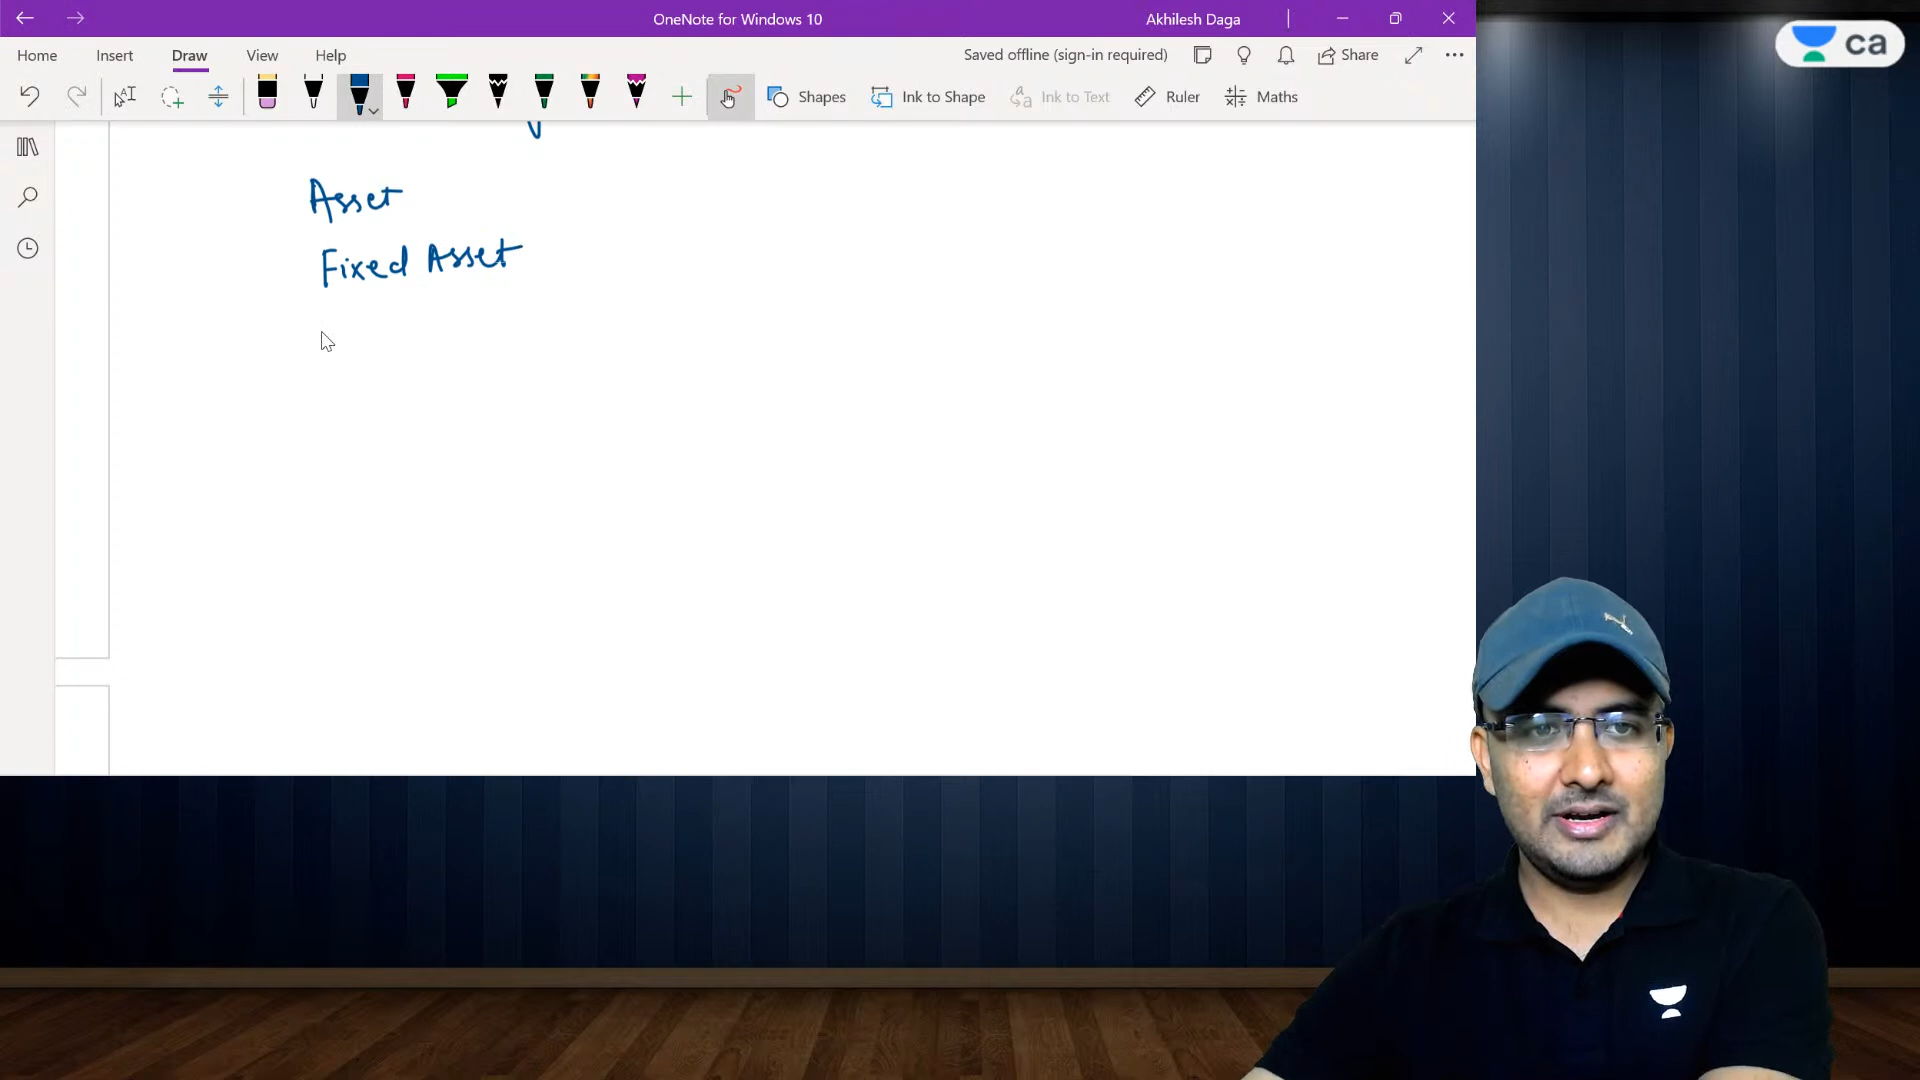 OneNote for Windows 10
Akhilesh Daga
Home Insert Draw View Help
Saved offline (sign-in required)
Share
Shapes
Ink to Shape
Ink to Text
Ruler
Maths
ca
Asset
Fixed Asset